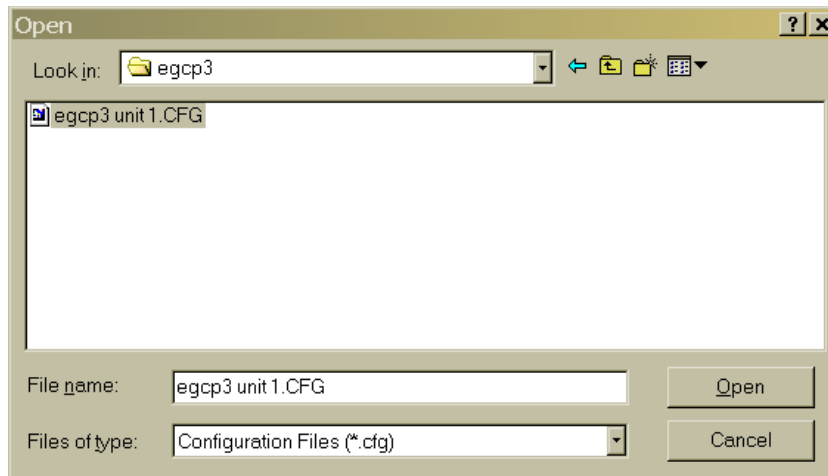 Open
Look in: egcp3
egcp3 unit 1.CFG
File name: egcp3 unit 1.CFG Open
Files of type: Configuration Files (*.cfg) Cancel